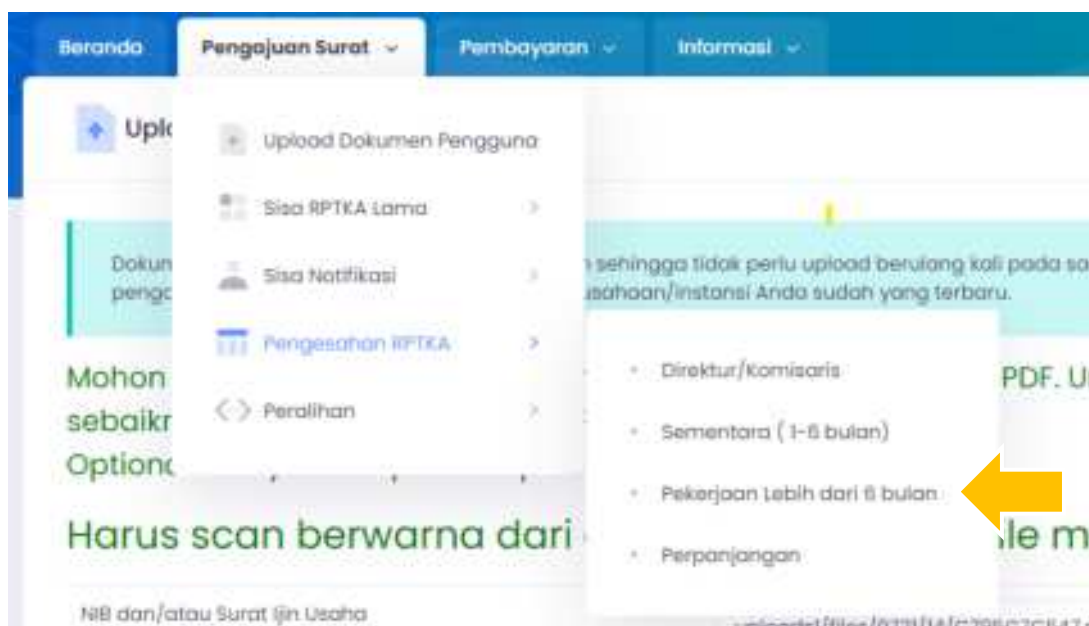 Beranda
Pengajuan Surat
Pembayaran
Informasi
Uplo
Upload Dokumen Pengguna
Sisa RPTKA Lama
Sisa Notifikasi
Pengesahan RPTKA
Peralihan
Dokun
sehingga tidak perlu upload berulang kali pada sa
penga
usahaan/instansi Anda sudah yang terbaru.
Direktur/Komisaris
Sementara ( 1-6 bulan)
Pekerjaan Lebih dari 6 bulan
Perpanjangan
Mohon
PDF. U
sebaikr
Optiona
Harus scan berwarna dari
ile m
NIB dan/atau Surat Ijin Usaha